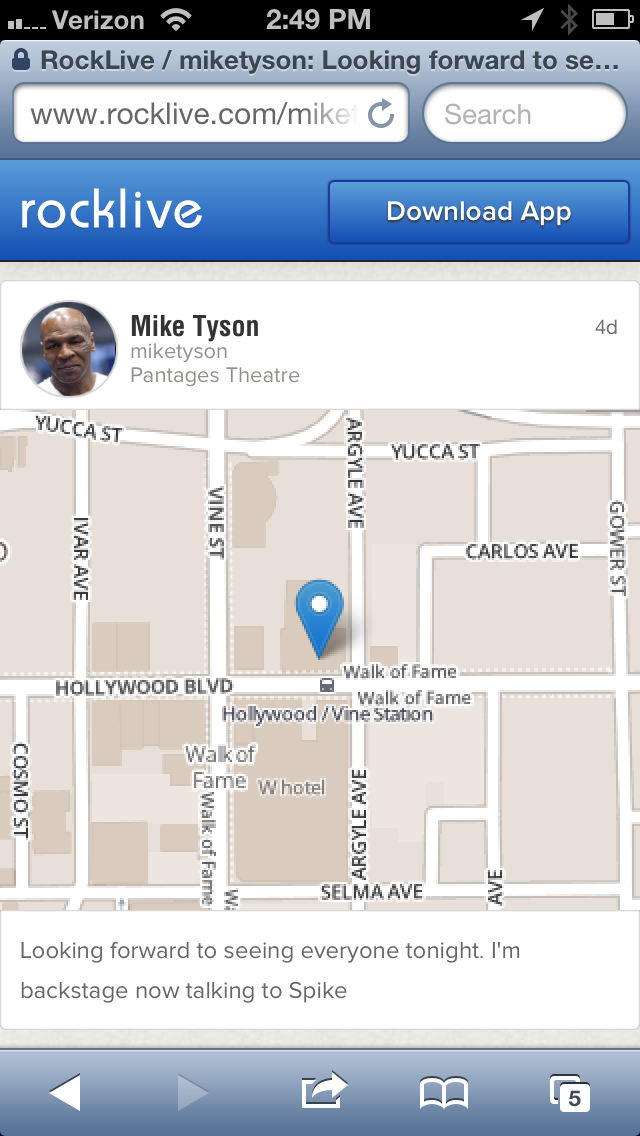 Verizon 2:49 PM
RockLive / miketyson: Looking forward to se...
www.rocklive.com/miket Search
rocklive Download App
Mike Tyson 4d
miketyson
Pantages Theatre
YUCCA ST
ARGYLE AVE
YUCCA ST
VINE ST
IVAR AVE
GOWER ST
CARLOS AVE
Walk of Fame
HOLLYWOOD BLVD
Walk of Fame
Hollywood / Vine Station
COSMO ST
Walk of
Fame
W hotel
Walk of Fame
ARGYLE AVE
SELMA AVE
AVE
Wa
Looking forward to seeing everyone tonight. I'm
backstage now talking to Spike
5